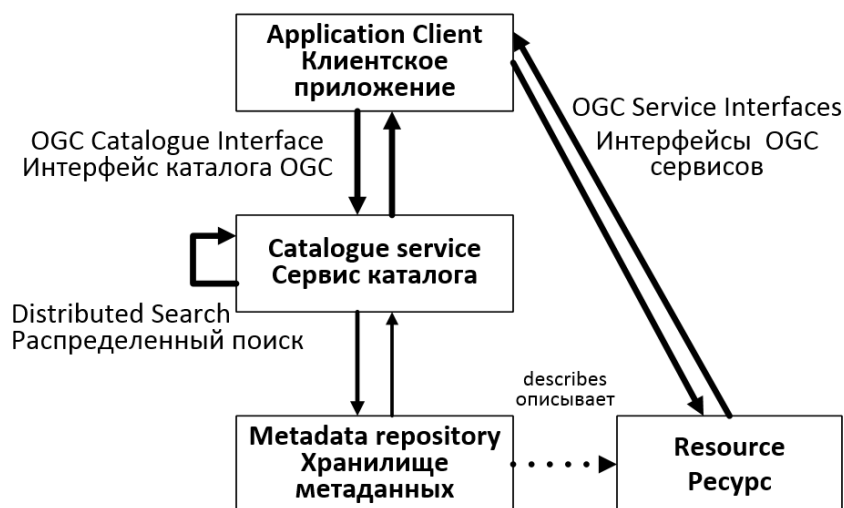 Application Client
Клиентское
приложение
OGC Service Interfaces
Интерфейсы OGC
сервисов
OGC Catalogue Interface
Интерфейс каталога OGC
Catalogue service
Сервис каталога
Distributed Search
Распределенный поиск
describes
описывает
Metadata repository
Хранилище
метаданных
Resource
Ресурс